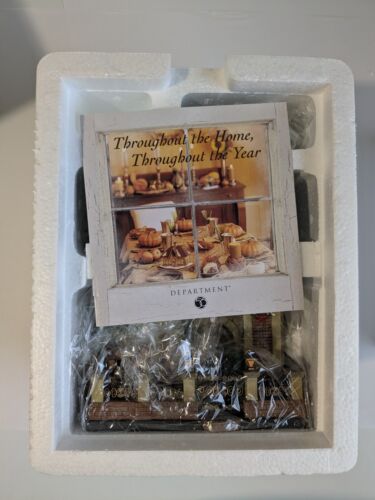 Throughout the Home,
Throughout the Year
DEPARTMENT